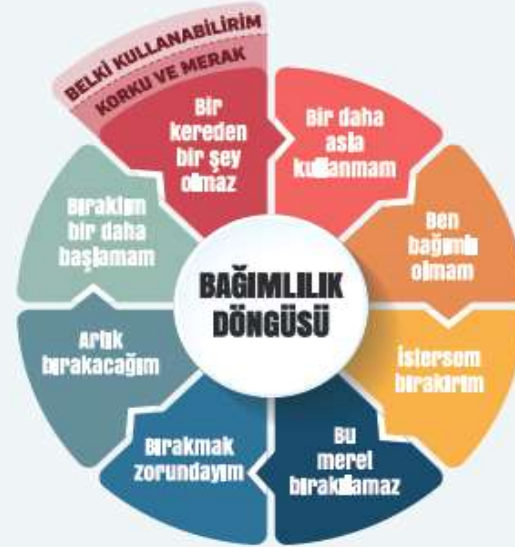 BELKİ KULLANABİLİRİM
KORKU VE MERAK
Bir
kereden
bir şey
olmaz
Bir daha
asla
kullanmam
Ben
bağımlı
olmam
İstersem
bırakırım
Bu
meret
bırakılamaz
Bırakmak
zorundayım
Artık
bırakacağım
Bıraktım
bir daha
başlamam
BAĞIMLILIK
DÖNGÜSÜ